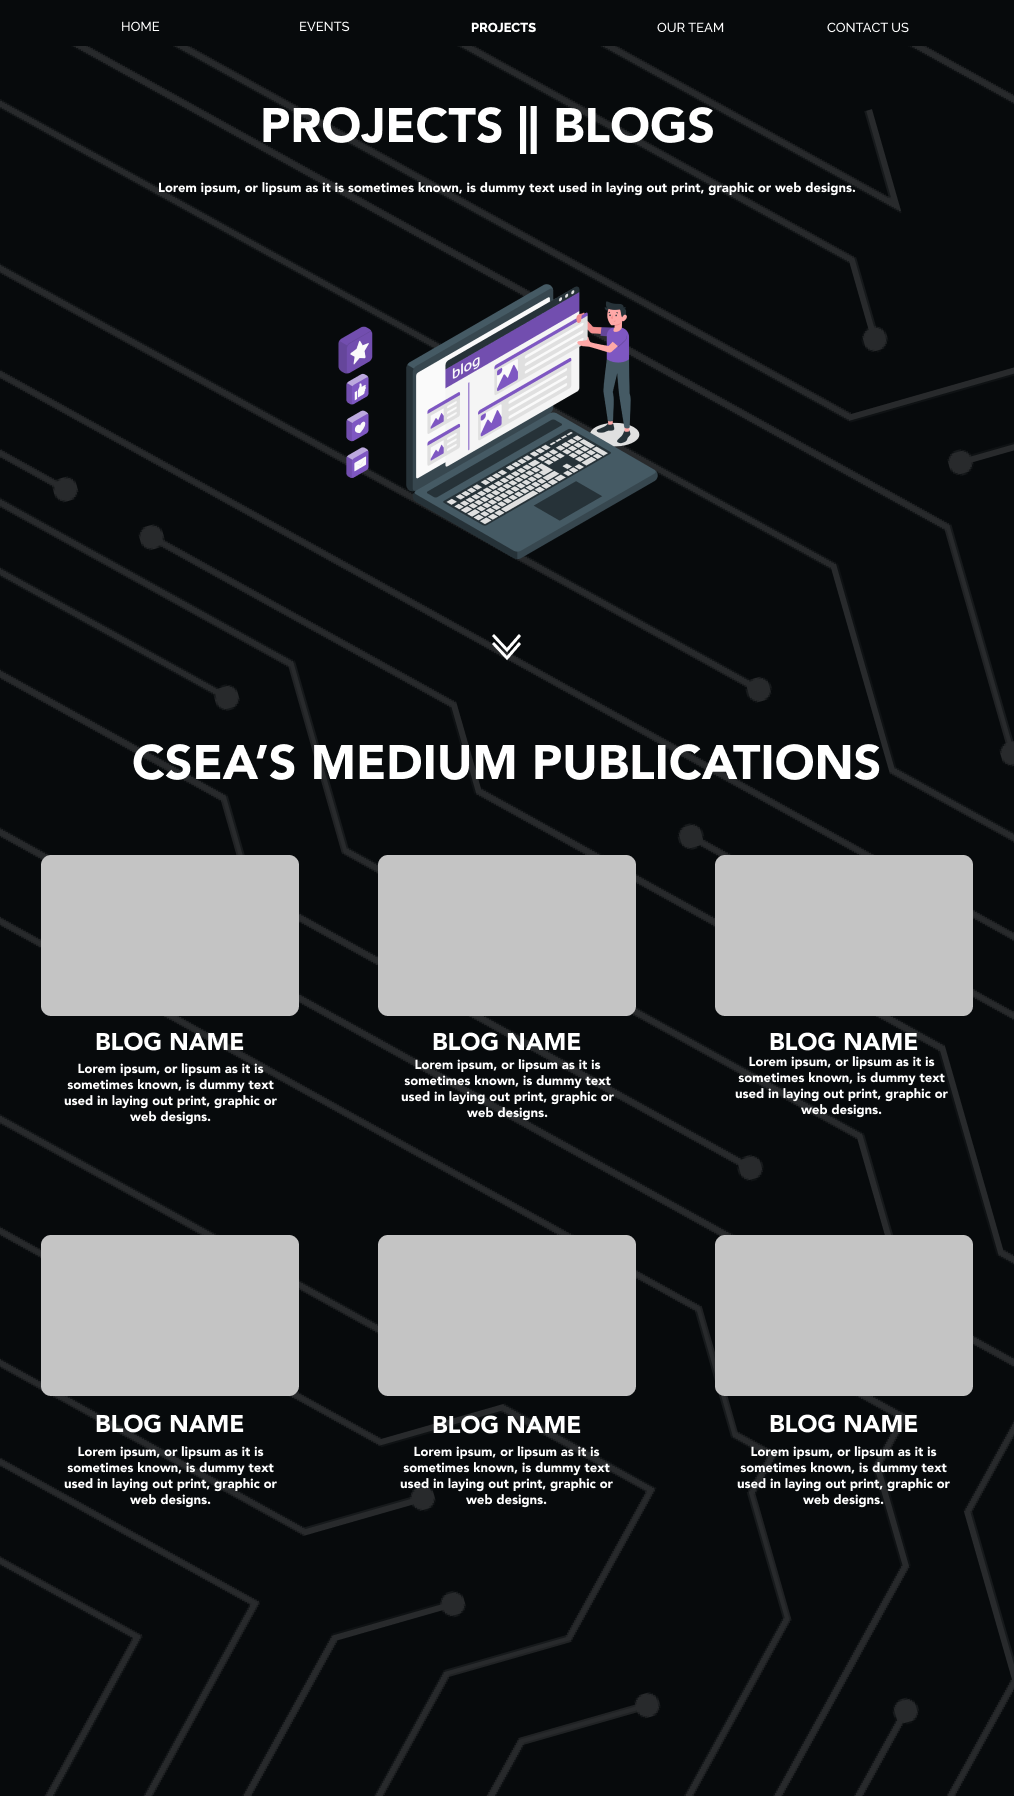 HOME EVENTS PROJECTS OUR TEAM CONTACT US
PROJECTS || BLOGS
Lorem ipsum, or lipsum as it is sometimes known, is dummy text used in laying out print, graphic or web designs.
blog
CSEA'S MEDIUM PUBLICATIONS
BLOG NAME
Lorem ipsum, or lipsum as it is
sometimes known, is dummy text
used in laying out print, graphic or
web designs.
BLOG NAME
Lorem ipsum, or lipsum as it is
sometimes known, is dummy text
used in laying out print, graphic or
web designs.
BLOG NAME
Lorem ipsum, or lipsum as it is
sometimes known, is dummy text
used in laying out print, graphic or
web designs.
BLOG NAME
Lorem ipsum, or lipsum as it is
sometimes known, is dummy text
used in laying out print, graphic or
web designs.
BLOG NAME
Lorem ipsum, or lipsum as it is
sometimes known, is dummy text
used in laying out print, graphic or
web designs.
BLOG NAME
Lorem ipsum, or lipsum as it is
sometimes known, is dummy text
used in laying out print, graphic or
web designs.